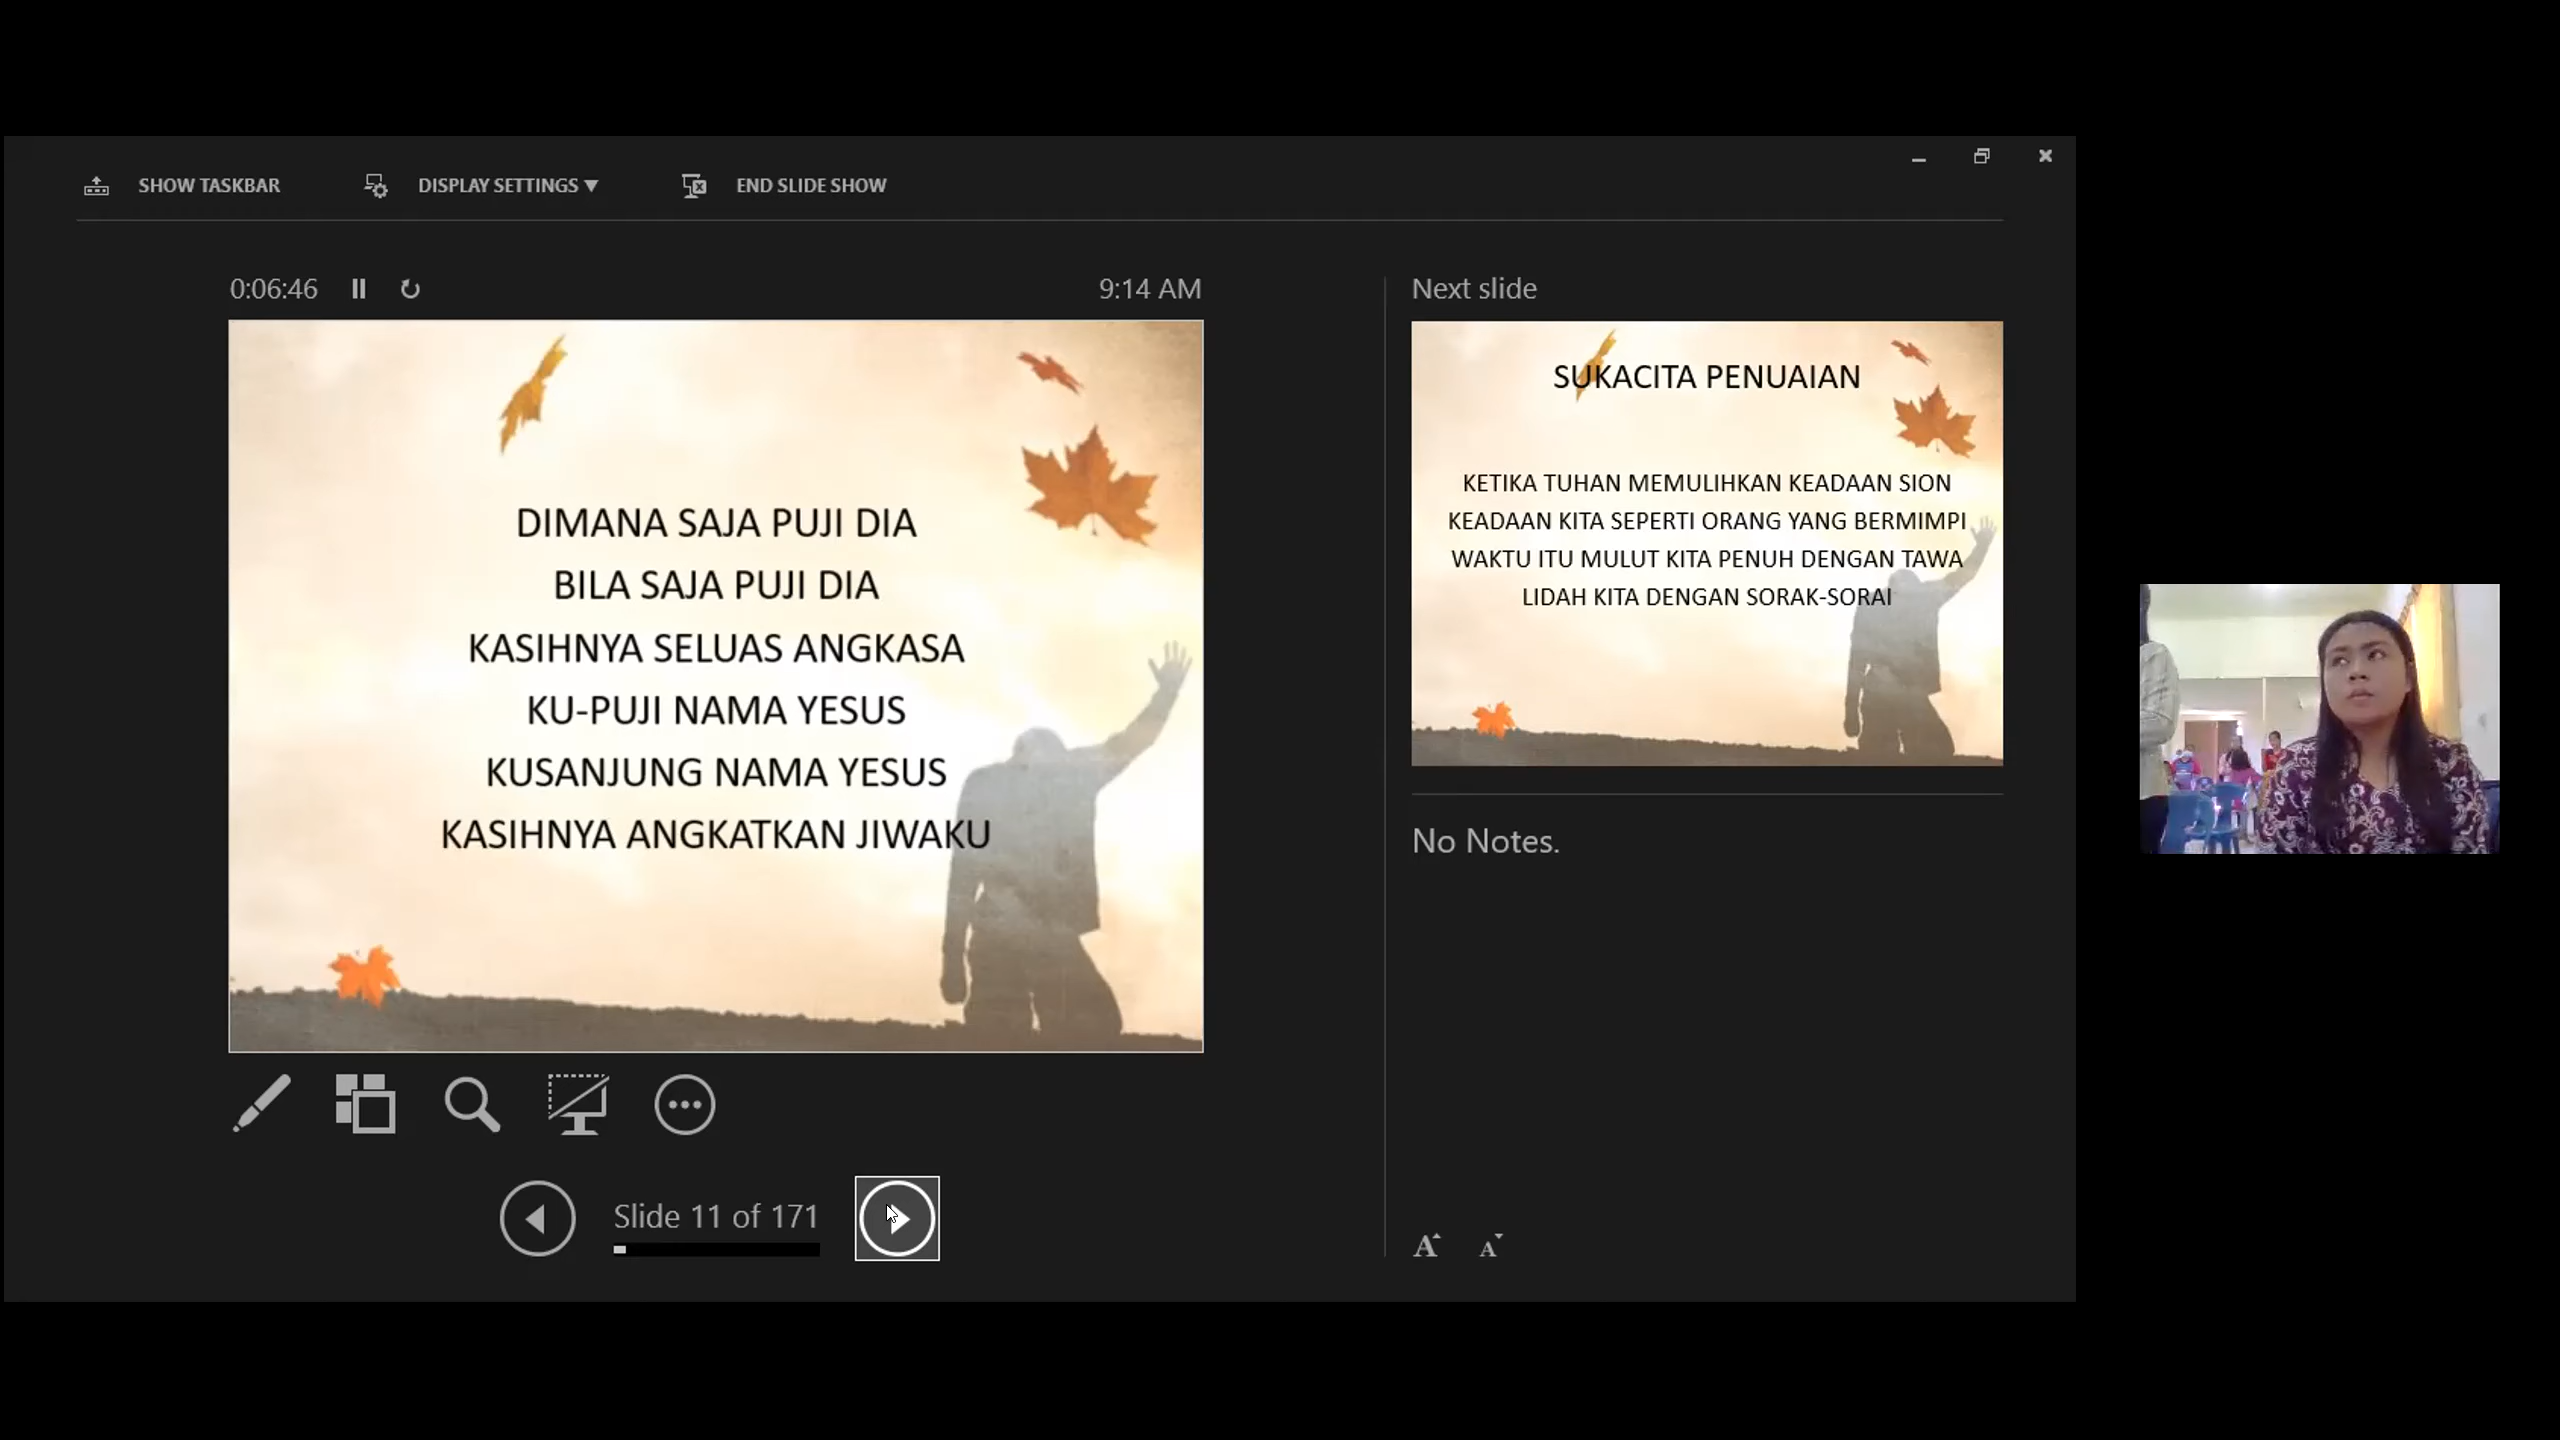 SHOW TASKBAR
DISPLAY SETTINGS ▼
END SLIDE SHOW
0:06:46
9:14 AM
DIMANA SAJA PUJI DIA
BILA SAJA PUJI DIA
KASIHNYA SELUAS ANGKASA
KU-PUJI NAMA YESUS
KUSANJUNG NAMA YESUS
KASIHNYA ANGKATKAN JIWAKU
Slide 11 of 171
Next slide
SUKACITA PENUAIAN
KETIKA TUHAN MEMULIHKAN KEADAAN SION
KEADAAN KITA SEPERTI ORANG YANG BERMIMPI
WAKTU ITU MULUT KITA PENUH DENGAN TAWA
LIDAH KITA DENGAN SORAK-SORAI
No Notes.
A A